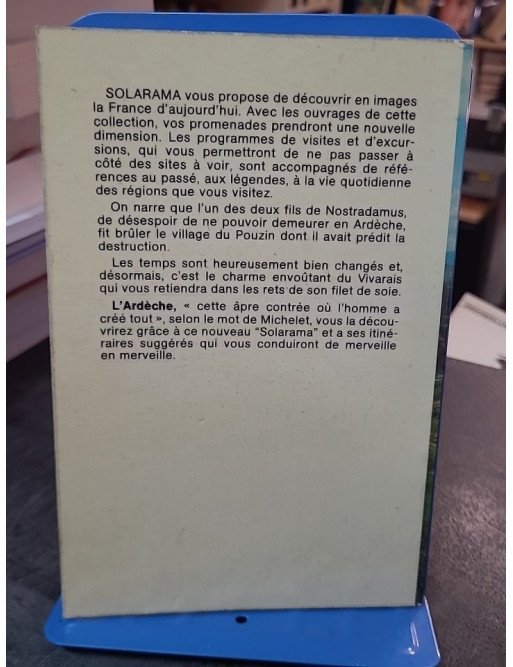 SOLARAMA vous propose de découvrir en images
la France d'aujourd'hui. Avec les ouvrages de cette
collection, vos promenades prendront une nouvelle
dimension. Les programmes de visites et d'excur-
sions, qui vous permettront de ne pas passer à
côté des sites à voir, sont accompagnés de réfé-
rences au passé, aux légendes, à la vie quotidienne
des régions que vous visitez.
On narre que l'un des deux fils de Nostradamus,
de désespoir de ne pouvoir demeurer en Ardèche,
fit brûler le village du Pouzin dont il avait prédit la
destruction.
Les temps sont heureusement bien changés et,
désormais, c'est le charme envoûtant du Vivarais
qui vous retiendra dans les rets de son filet de soie.
L'Ardèche, « cette âpre contrée où l'homme a
créé tout », selon le mot de Michelet, vous la décou-
vrirez grâce à ce nouveau "Solarama" et a ses itiné-
raires suggérés qui vous conduiront de merveille
en merveille.